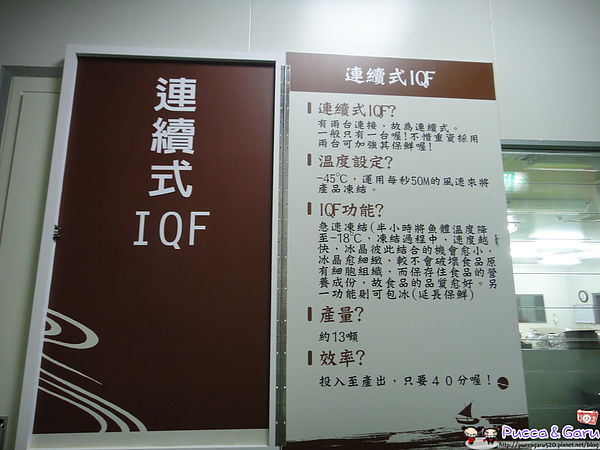 連續式
IQF
連續式IQF
連續式IQF?
有兩台連接，故為連續式。
一般只有一台喔!不惜重資採用
兩台可加強其保鮮喔!
溫度設定?
-45°C，運用每秒50M的風速來將
產品凍結。
IQF功能?
急速凍結(半小時將魚體溫度降
至-18°C，凍結過程中，速度越
快，冰晶彼此結合的機會愈小，
冰晶愈細緻，較不會破壞食品原
有細胞組織，而保存住食品的營
養成份，故食品的品質愈好。另
一功能則可包冰(延長保鮮)
產量?
約13噸
效率?
投入至產出，只要40分喔！
Pucca & Garu
http://puccagaru520.pixnet.net/blog